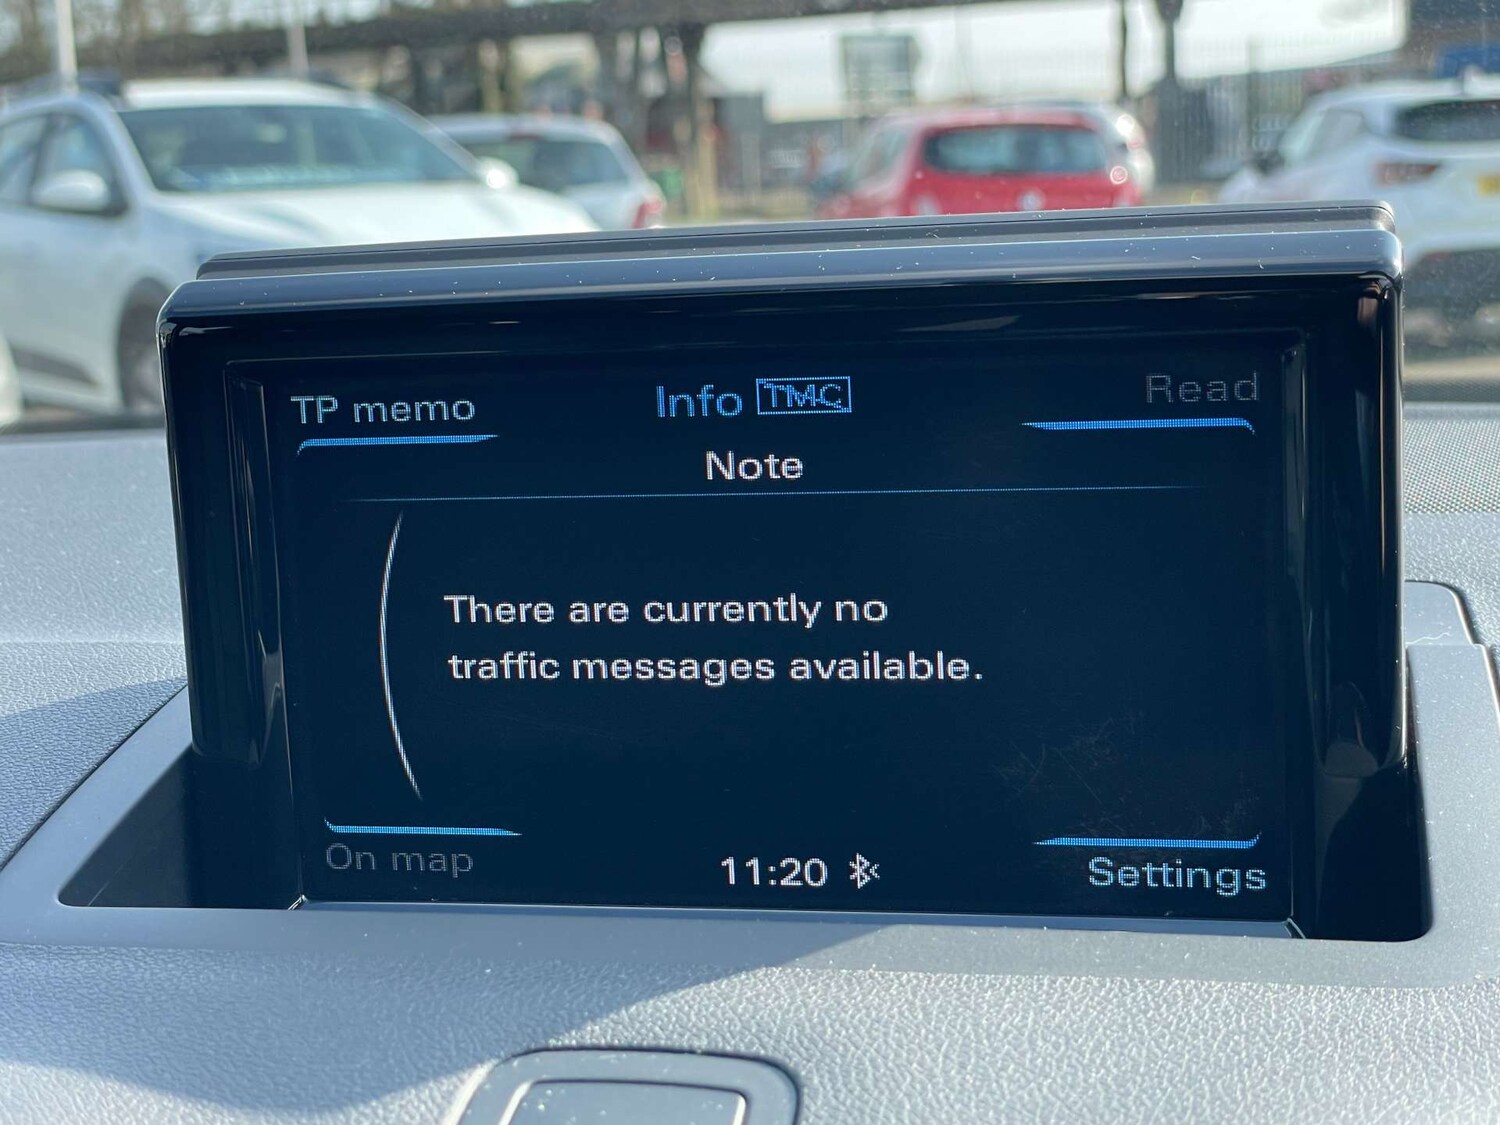 TP memo
Info TMC
Read
Note
There are currently no
traffic messages available.
On map
11:20
Settings